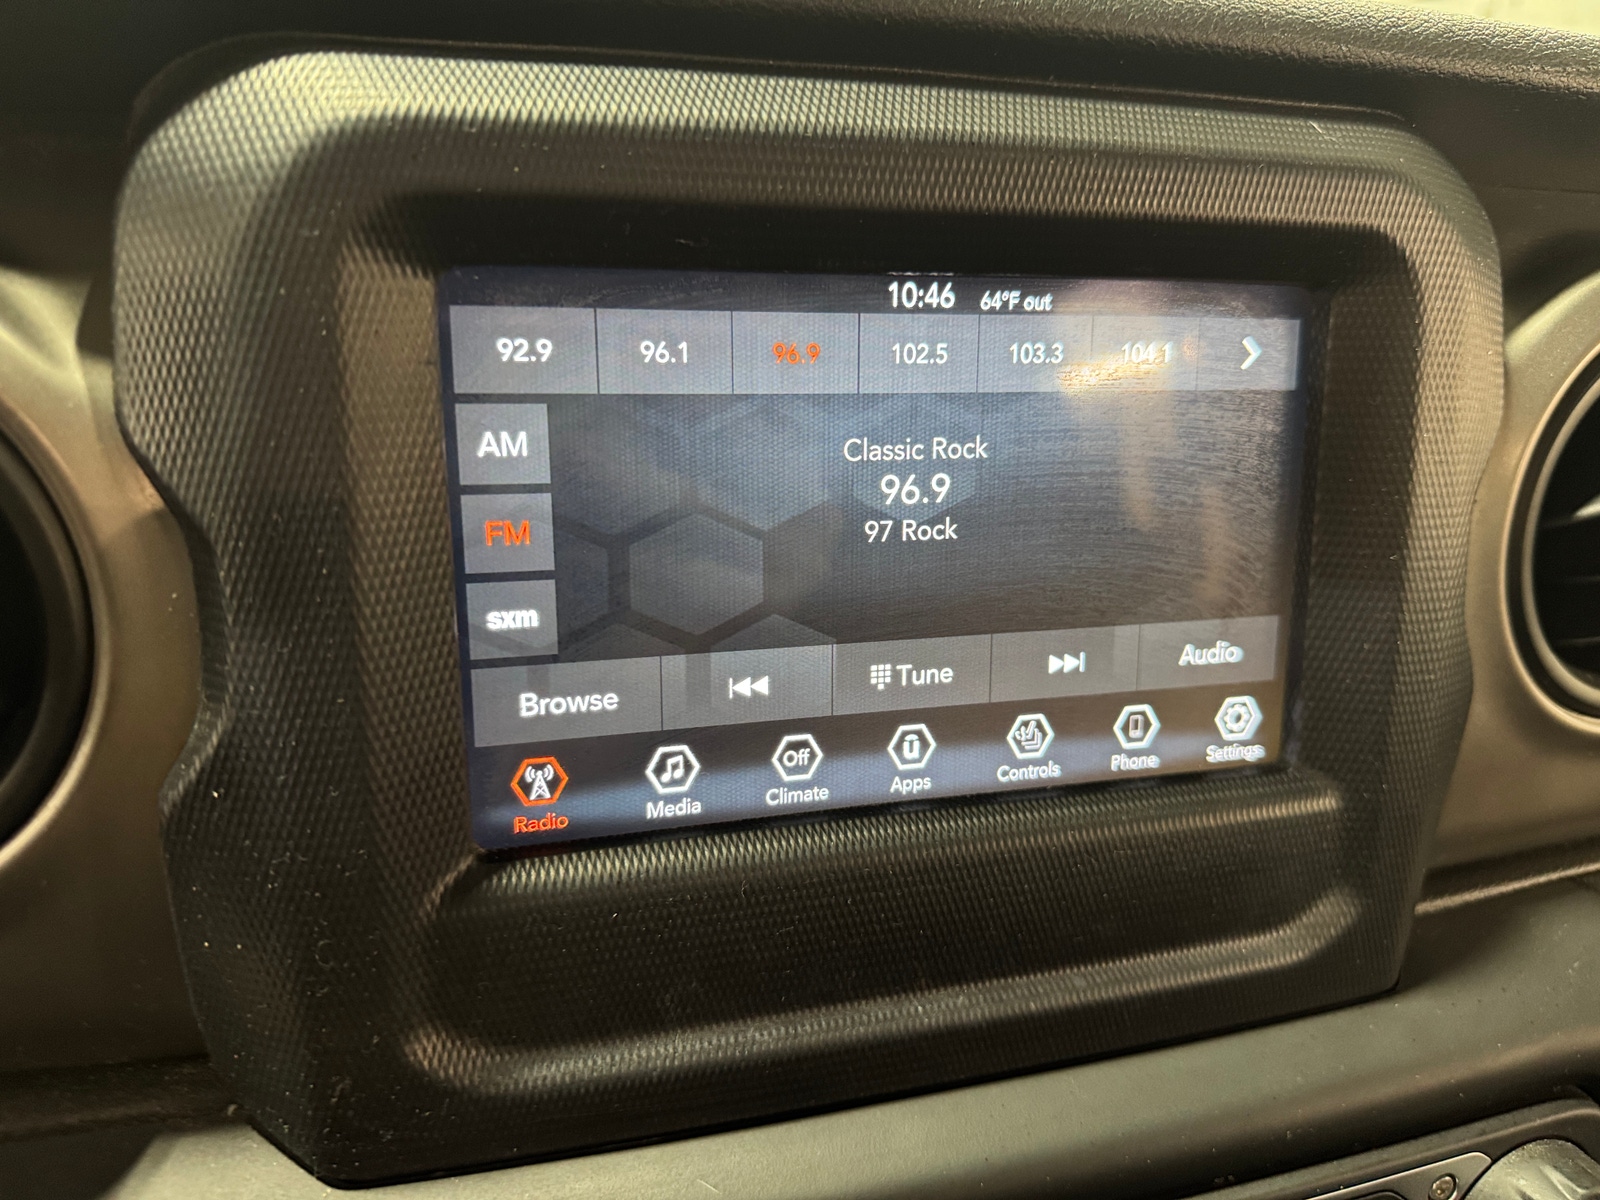 10:46 64°F out
92.9 96.1 96.9 102.5 103.3 104.1
AM
Classic Rock
96.9
FM
97 Rock
sxm
Browse Tune Audio
Off
Radio Media Climate Apps Controls Phone Settings